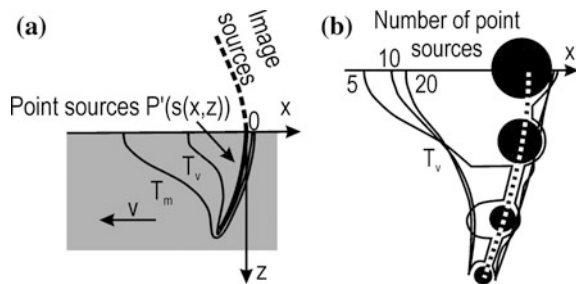 (a)
Image
sources
Point sources P'(s(x,z))
0
x
T_m
T_v
v
z
(b)
Number of point
sources
x
5
10
20
T_v